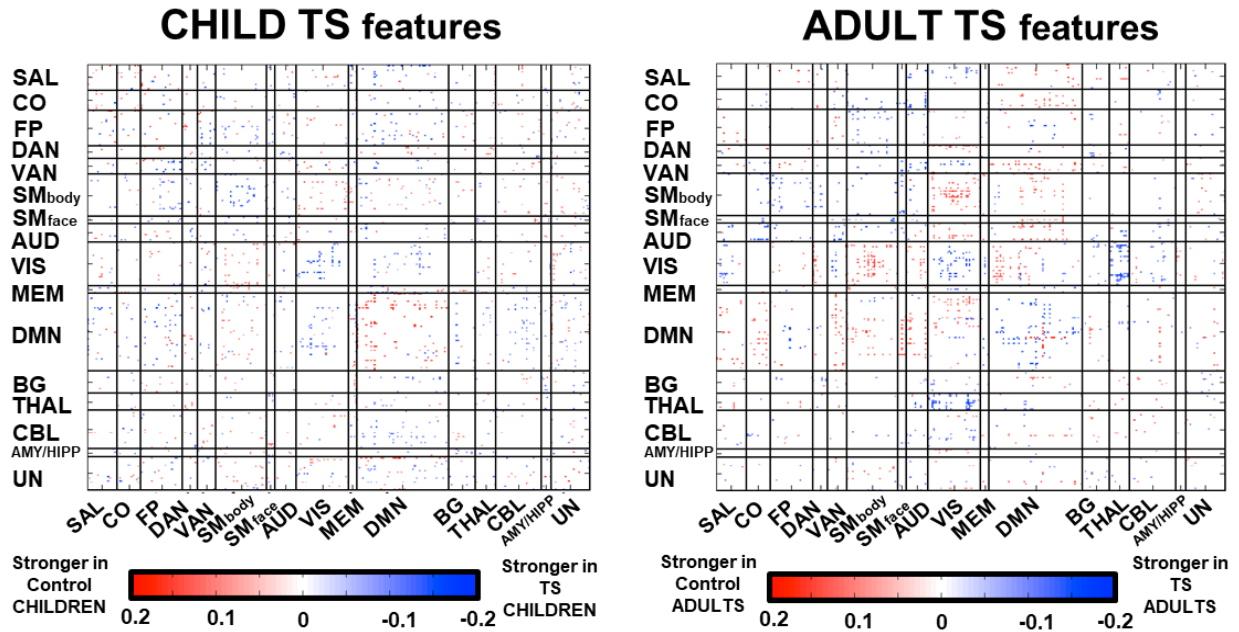 CHILD TS features
ADULT TS features
SAL
CO
FP
DAN
VAN
SMbody
SMface
AUD
VIS
MEM
DMN
BG
THAL
CBL
AMY/HIPP
UN
SAL
CO
FP
DAN
VAN
SMbody
SMface
AUD
VIS
MEM
DMN
BG
THAL
CBL
AMY/HIPP
UN
SAL CO FP DAN VAN SMbody SMface AUD VIS MEM DMN BG THAL CBL AMY/HIPP UN
SAL CO FP DAN VAN SMbody SMface AUD VIS MEM DMN BG THAL CBL AMY/HIPP UN
Stronger in
Control
CHILDREN
0.2 0.1 0 -0.1 -0.2
Stronger in
TS
CHILDREN
Stronger in
Control
ADULTS
0.2 0.1 0 -0.1 -0.2
Stronger in
TS
ADULTS